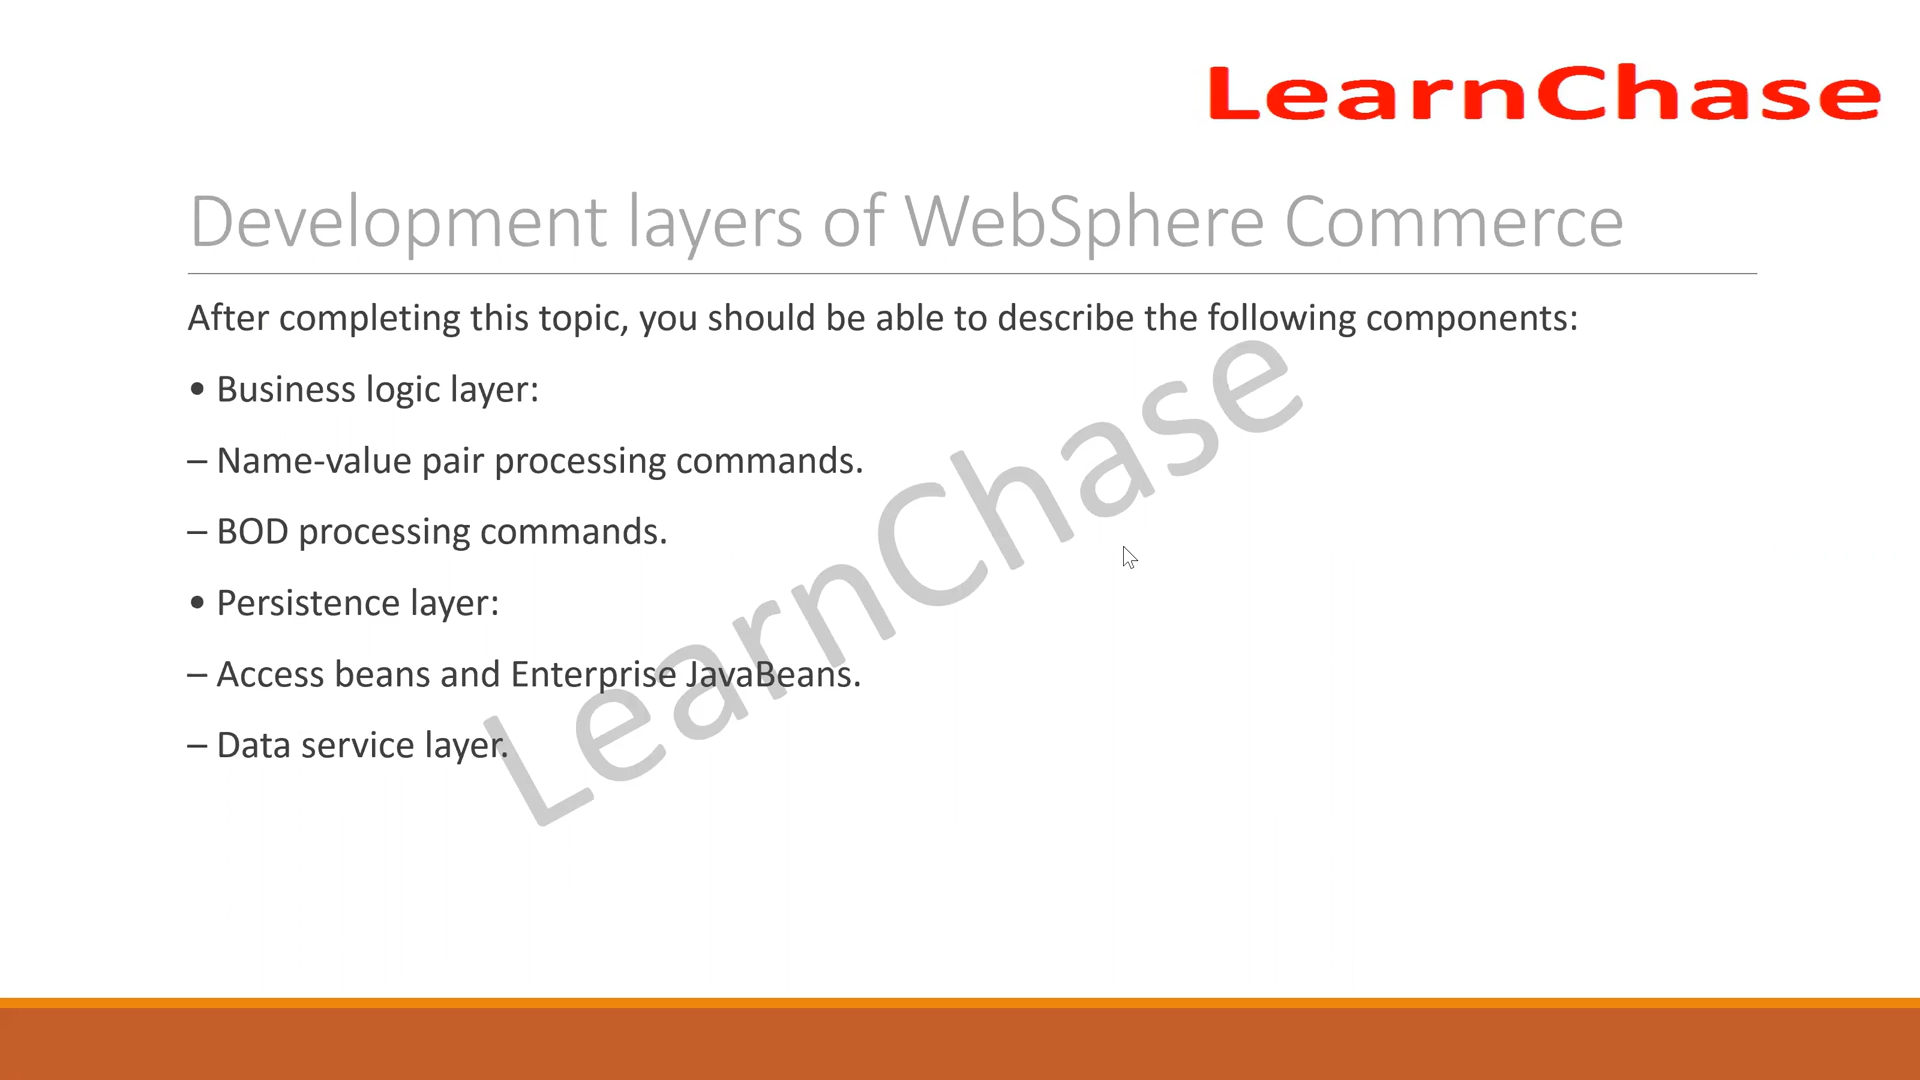 LearnChase
Development layers of WebSphere Commerce
After completing this topic, you should be able to describe the following components:
• Business logic layer:
– Name-value pair processing commands.
– BOD processing commands.
• Persistence layer:
– Access beans and Enterprise JavaBeans.
– Data service layer.
LearnChase